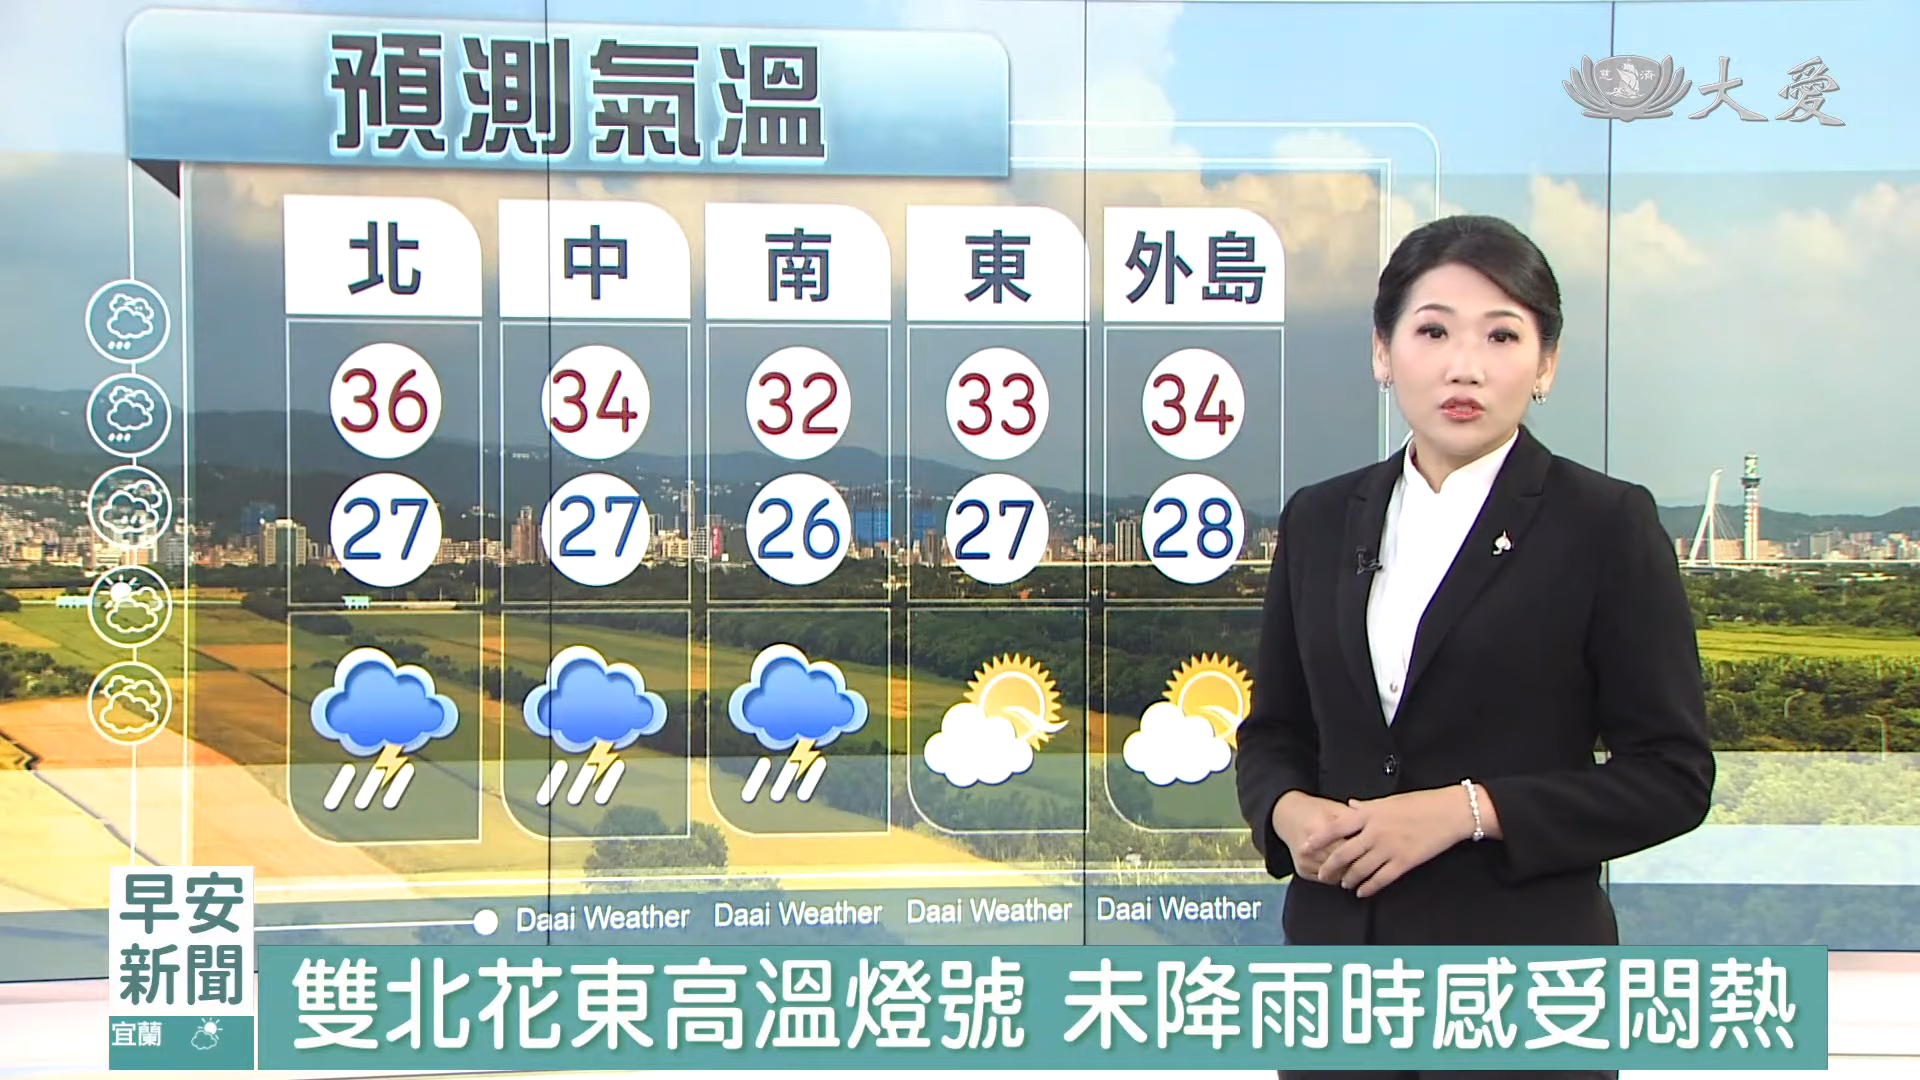 預測氣溫
慈 濟
大愛
北 中 南 東 外島
36 34 32 33 34
27 27 26 27 28
Daai Weather Daai Weather Daai Weather Daai Weather
早安
新聞
宜蘭
雙北花東高溫燈號 未降雨時感受悶熱